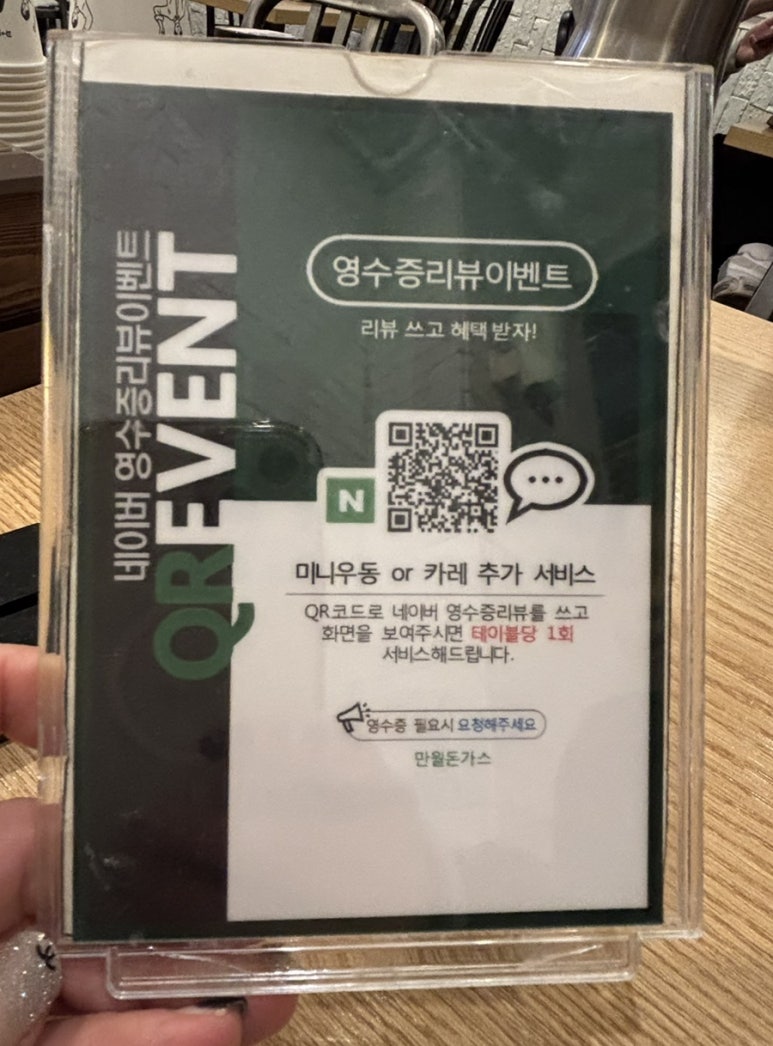 네이버 영수증리뷰이벤트
QREVENT
영수증리뷰이벤트
리뷰 쓰고 혜택 받자!
N
미니우동 or 카레 추가 서비스
QR코드로 네이버 영수증리뷰를 쓰고
화면을 보여주시면 테이블당 1회
서비스해드립니다.
영수증 필요시 요청해주세요
만월돈가스